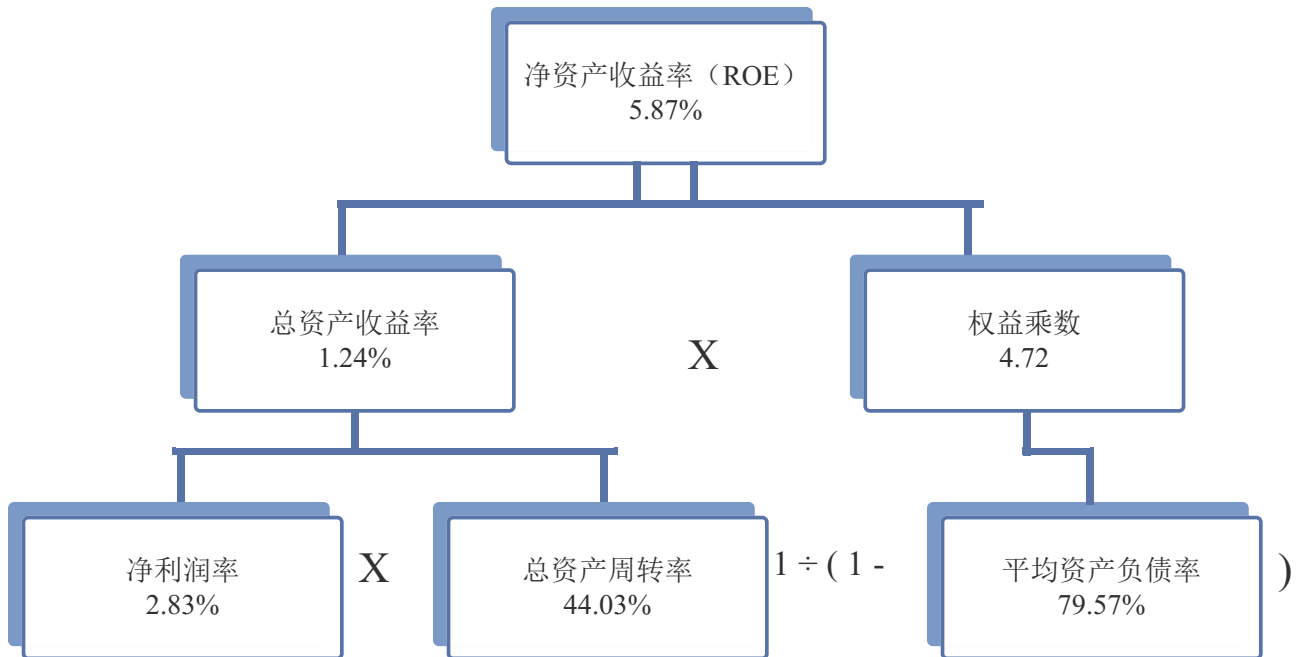 净资产收益率（ROE）
5.87%
总资产收益率
1.24%
X
权益乘数
4.72
净利润率
2.83%
X
总资产周转率
44.03%
1 ÷ ( 1 -
平均资产负债率
79.57%
)